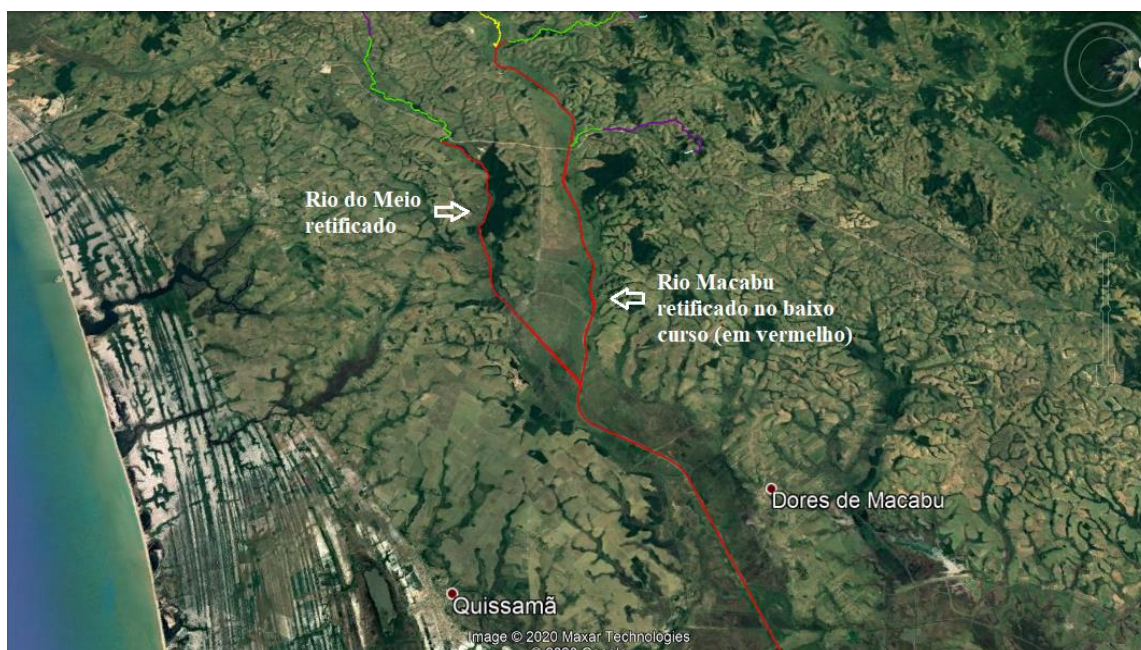 Rio do Meio
retificado
Rio Macabu
retificado no baixo
curso (em vermelho)
Dores de Macabu
Quissamã
Image © 2020 Maxar Technologies